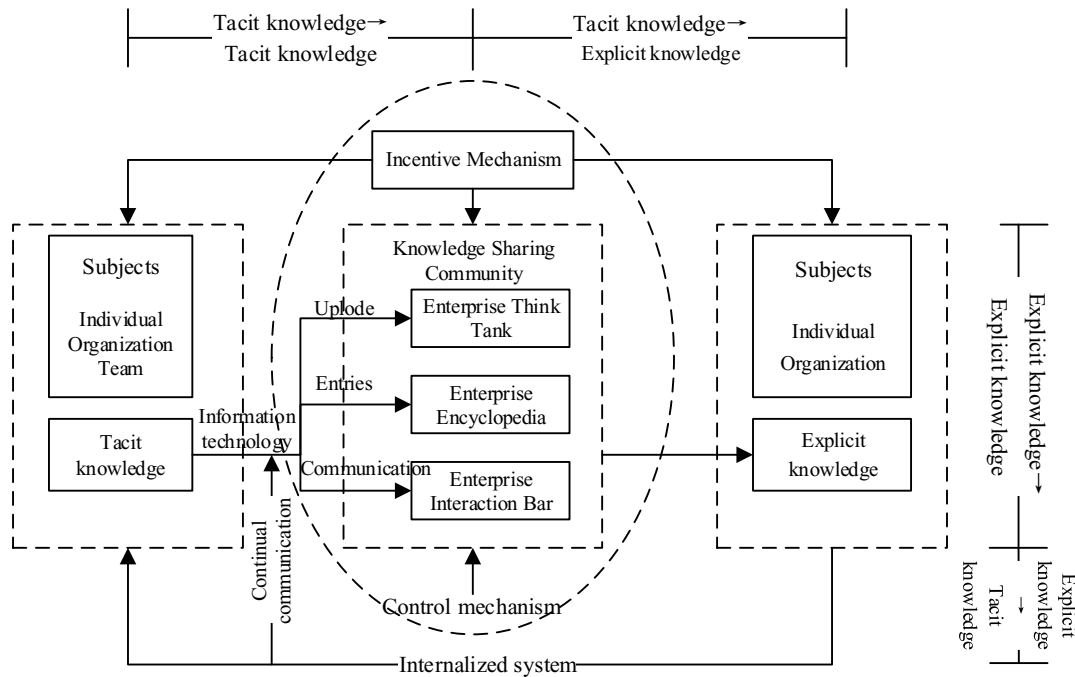 Tacit knowledge→
Tacit knowledge
Tacit knowledge→
Explicit knowledge
Incentive Mechanism
Subjects
Individual
Organization
Team
Tacit
knowledge
Information
technology
Uplode
Entries
Communication
Continual
communication
Knowledge Sharing
Community
Enterprise Think
Tank
Enterprise
Encyclopedia
Enterprise
Interaction Bar
Control mechanism
Internalized system
Subjects
Individual
Organization
Explicit
knowledge
Explicit knowledge→
Explicit knowledge
Explicit
knowledge
→
Tacit
knowledge